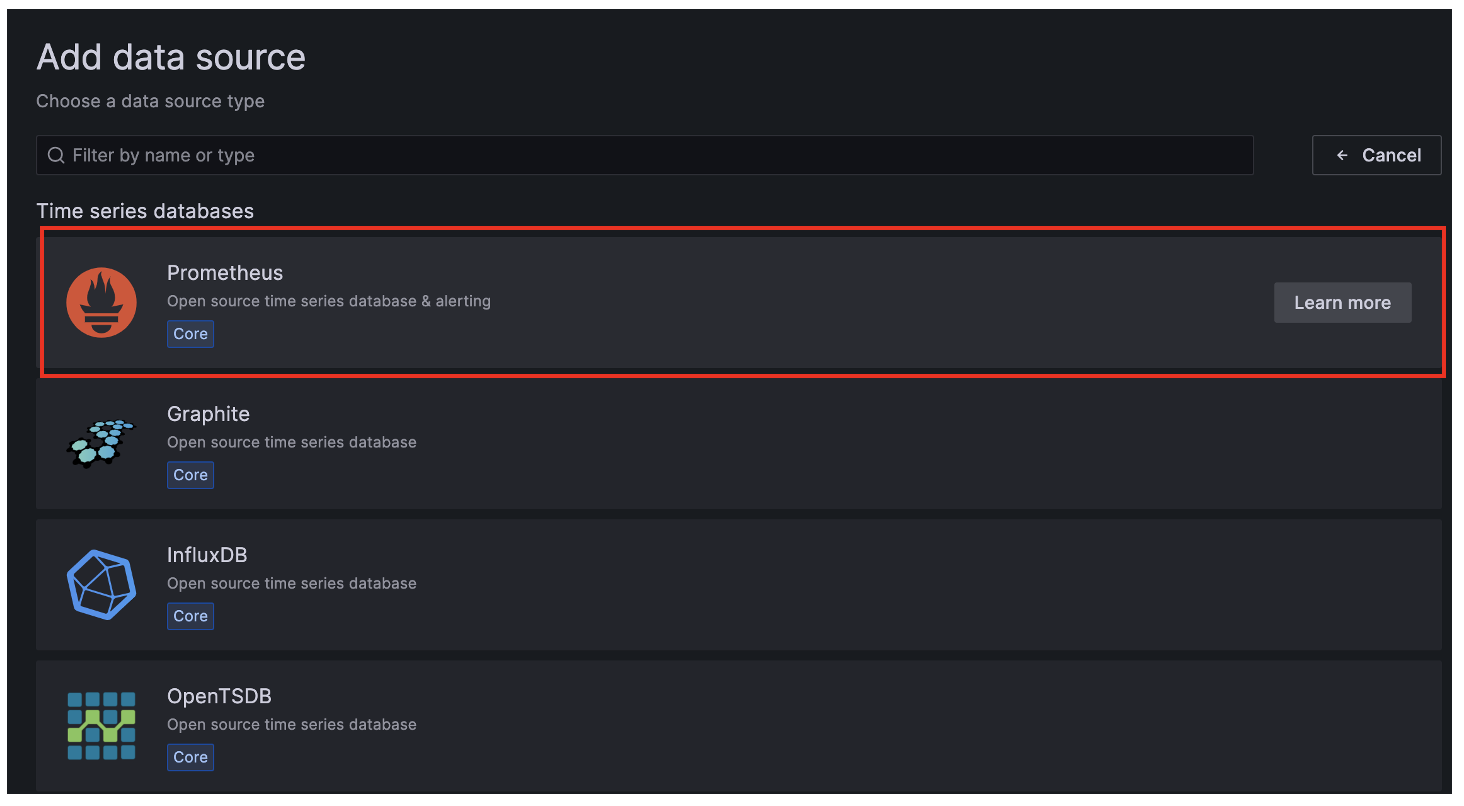 Add data source
Choose a data source type
Filter by name or type
Cancel
Time series databases
Prometheus
Open source time series database & alerting
Core
Learn more
Graphite
Open source time series database
Core
InfluxDB
Open source time series database
Core
OpenTSDB
Open source time series database
Core